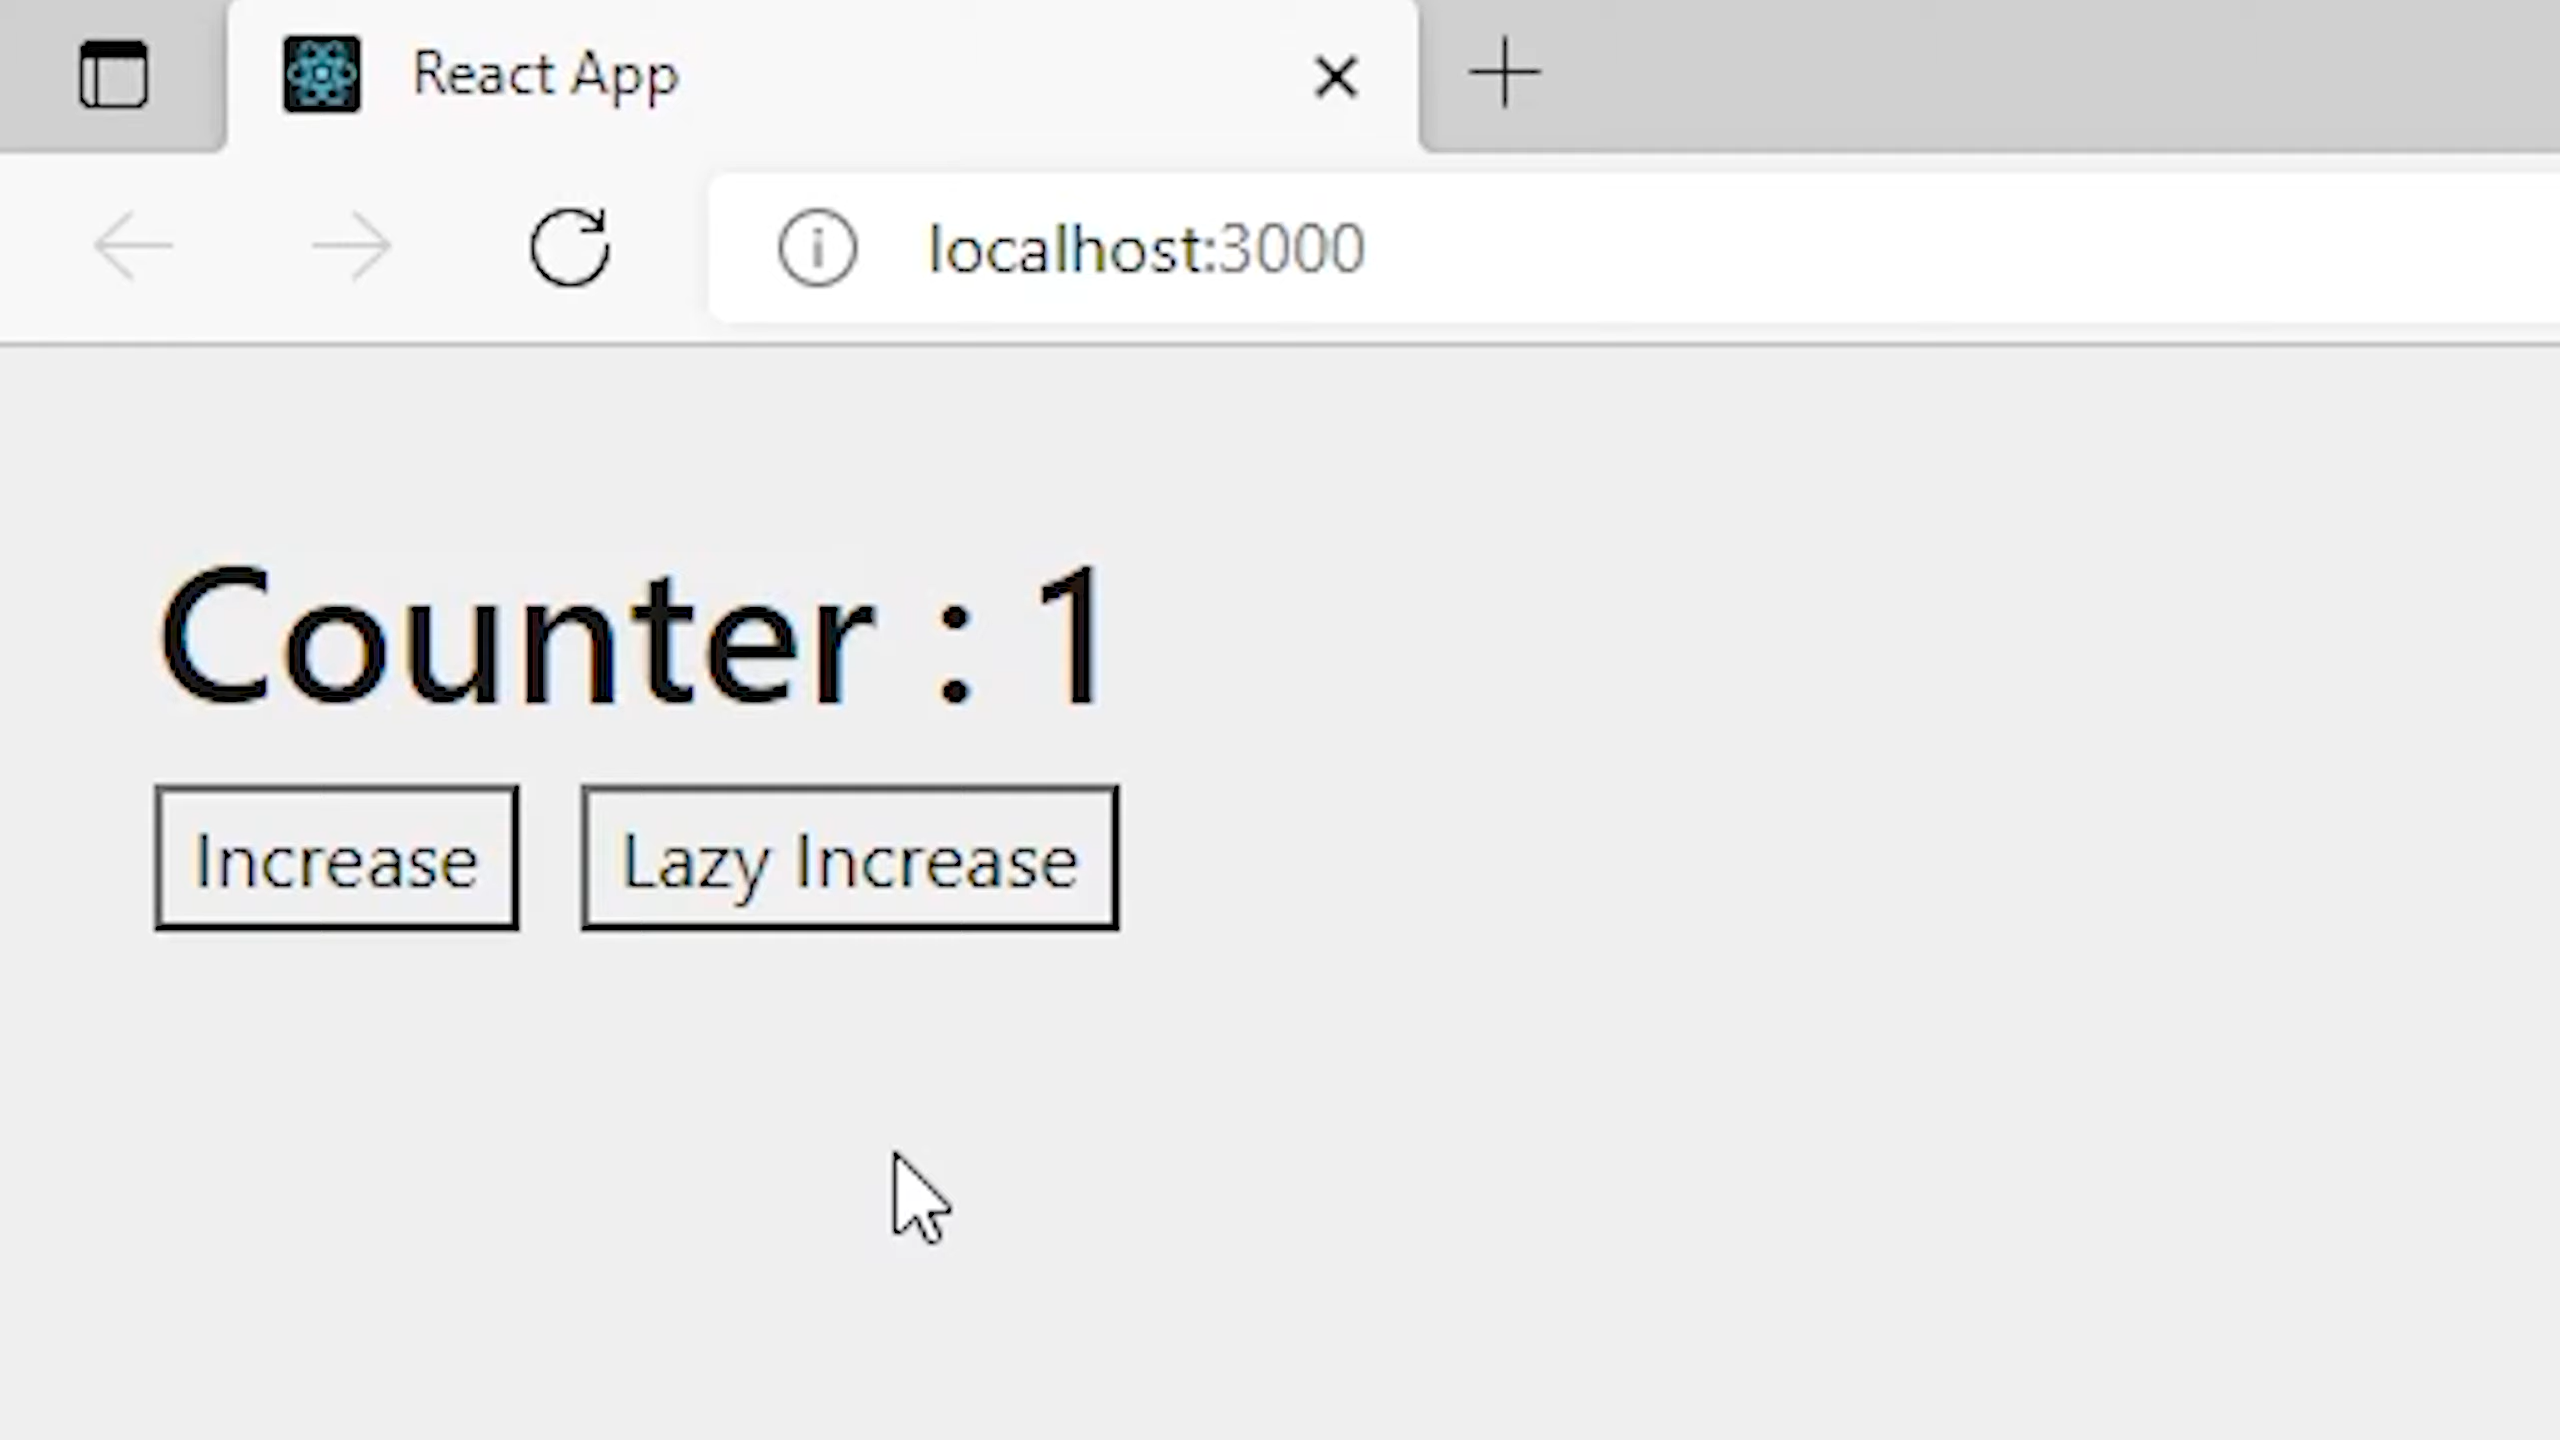 React App
localhost:3000
Counter : 1
Increase
Lazy Increase